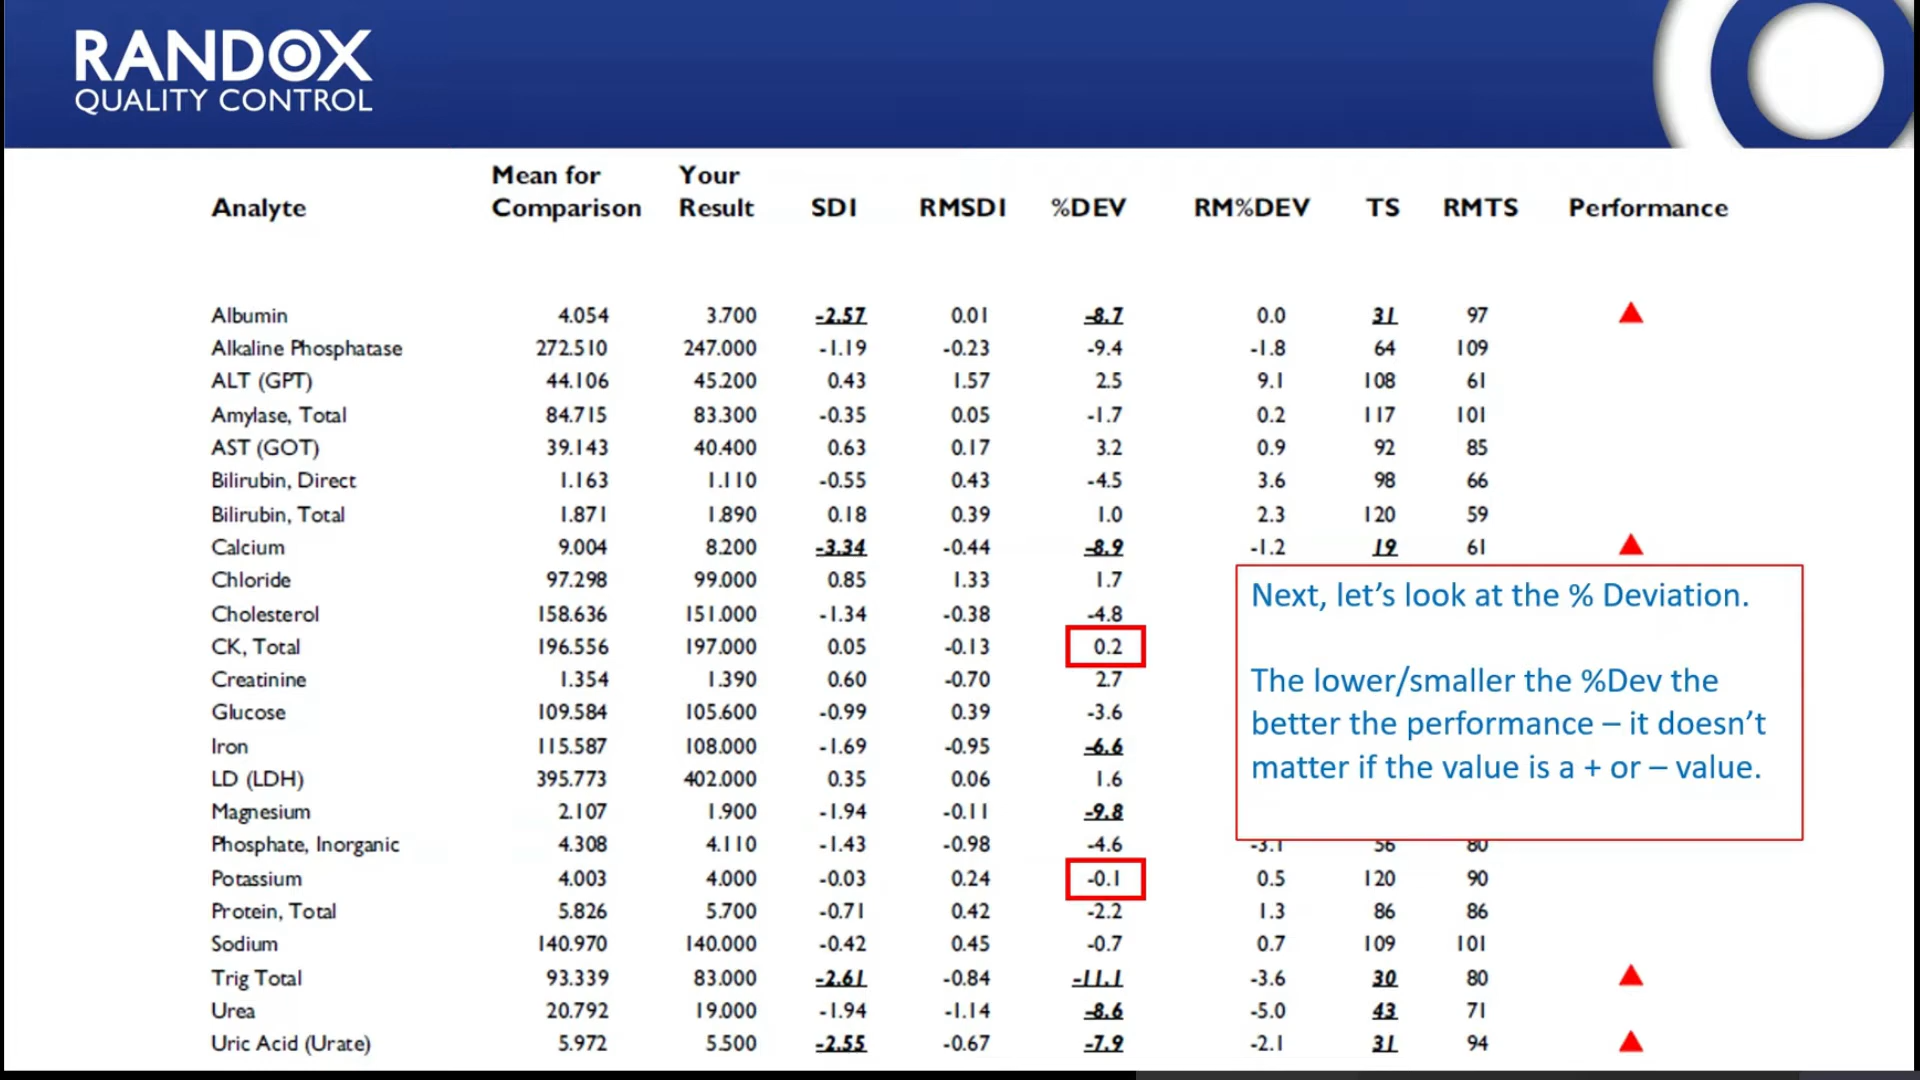 RANDOX
QUALITY CONTROL
Mean for Your
Analyte Comparison Result SDI RMSDI %DEV RM%DEV TS RMTS Performance
Albumin 4.054 3.700 -2.57 0.01 -8.7 0.0 31 97
Alkaline Phosphatase 272.510 247.000 -1.19 -0.23 -9.4 -1.8 64 109
ALT (GPT) 44.106 45.200 0.43 1.57 2.5 9.1 108 61
Amylase, Total 84.715 83.300 -0.35 0.05 -1.7 0.2 117 101
AST (GOT) 39.143 40.400 0.63 0.17 3.2 0.9 92 85
Bilirubin, Direct 1.163 1.110 -0.55 0.43 -4.5 3.6 98 66
Bilirubin, Total 1.871 1.890 0.18 0.39 1.0 2.3 120 59
Calcium 9.004 8.200 -3.34 -0.44 -8.9 -1.2 19 61
Chloride 97.298 99.000 0.85 1.33 1.7
Cholesterol 158.636 151.000 -1.34 -0.38 -4.8
CK, Total 196.556 197.000 0.05 -0.13 0.2
Creatinine 1.354 1.390 0.60 -0.70 2.7
Glucose 109.584 105.600 -0.99 0.39 -3.6
Iron 115.587 108.000 -1.69 -0.95 -6.6
LD (LDH) 395.773 402.000 0.35 0.06 1.6
Magnesium 2.107 1.900 -1.94 -0.11 -9.8
Phosphate, Inorganic 4.308 4.110 -1.43 -0.98 -4.6 -3.1 56 80
Potassium 4.003 4.000 -0.03 0.24 -0.1 0.5 120 90
Protein, Total 5.826 5.700 -0.71 0.42 -2.2 1.3 86 86
Sodium 140.970 140.000 -0.42 0.45 -0.7 0.7 109 101
Trig Total 93.339 83.000 -2.61 -0.84 -11.1 -3.6 30 80
Urea 20.792 19.000 -1.94 -1.14 -8.6 -5.0 43 71
Uric Acid (Urate) 5.972 5.500 -2.55 -0.67 -7.9 -2.1 31 94
Next, let's look at the % Deviation.
The lower/smaller the %Dev the
better the performance – it doesn't
matter if the value is a + or – value.